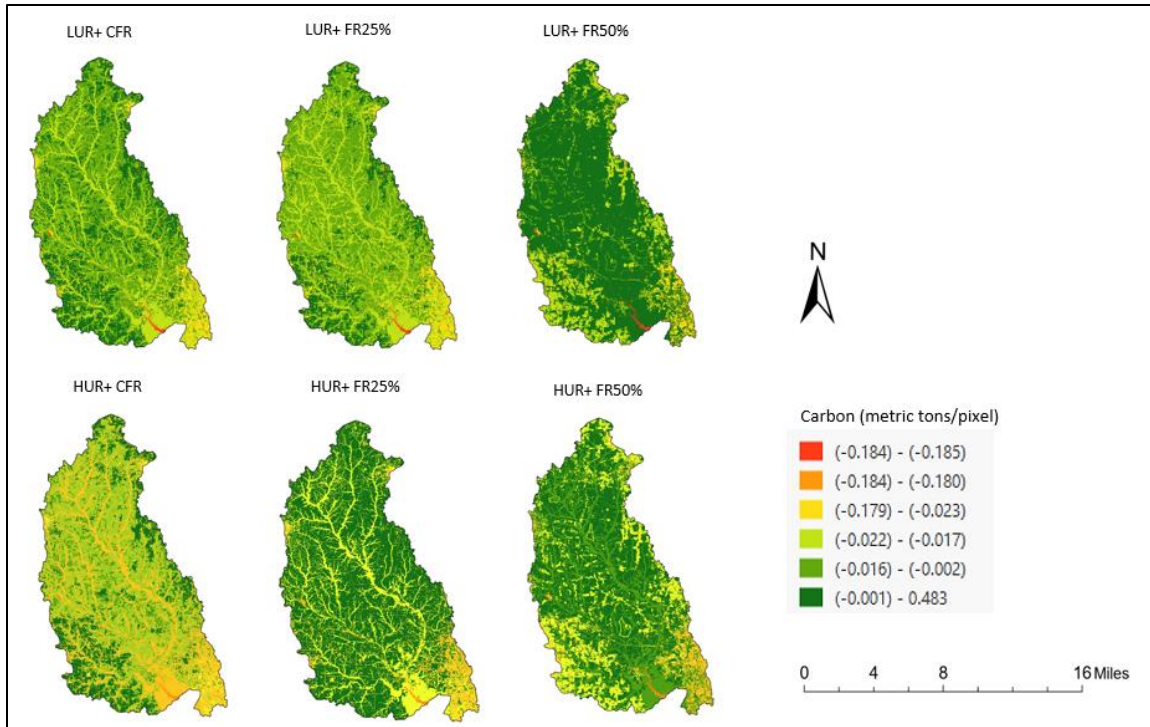 LUR+ CFR
LUR+ FR25%
LUR+ FR50%
N
HUR+ CFR
HUR+ FR25%
HUR+ FR50%
Carbon (metric tons/pixel)
(-0.184) - (-0.185)
(-0.184) - (-0.180)
(-0.179) - (-0.023)
(-0.022) - (-0.017)
(-0.016) - (-0.002)
(-0.001) - 0.483
0 4 8 16 Miles